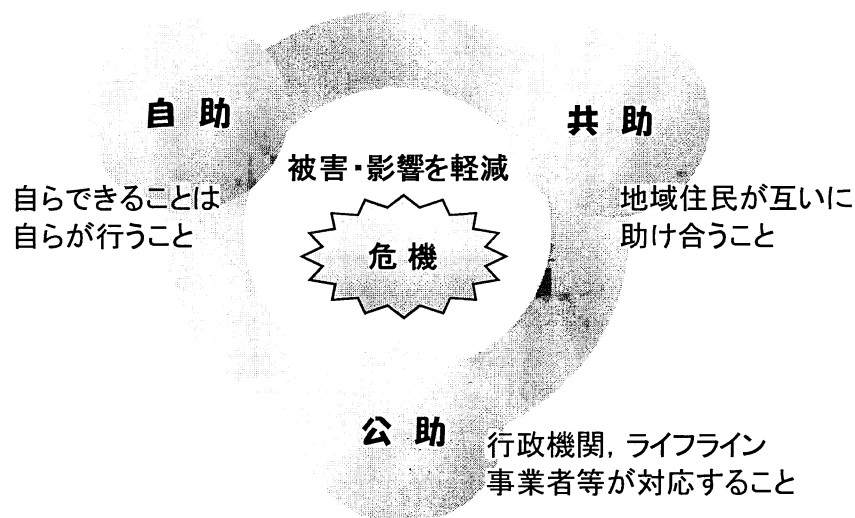 自助
共助
被害・影響を軽減
自らできることは
自らが行うこと
地域住民が互いに
助け合うこと
危機
公助
行政機関，ライフライン
事業者等が対応すること